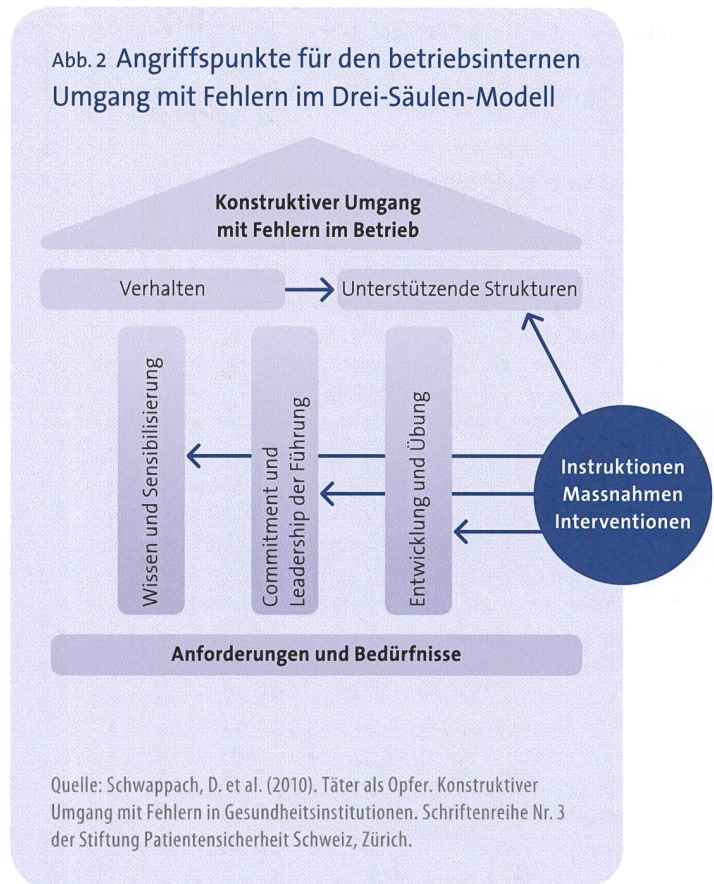 Abb. 2 Angriffspunkte für den betriebsinternen
Umgang mit Fehlern im Drei-Säulen-Modell
Konstruktiver Umgang
mit Fehlern im Betrieb
Verhalten
Unterstützende Strukturen
Wissen und Sensibilisierung
Commitment und
Leadership der Führung
Entwicklung und Übung
Instruktionen
Massnahmen
Interventionen
Anforderungen und Bedürfnisse
Quelle: Schwappach, D. et al. (2010). Täter als Opfer. Konstruktiver
Umgang mit Fehlern in Gesundheitsinstitutionen. Schriftenreihe Nr. 3
der Stiftung Patientensicherheit Schweiz, Zürich.